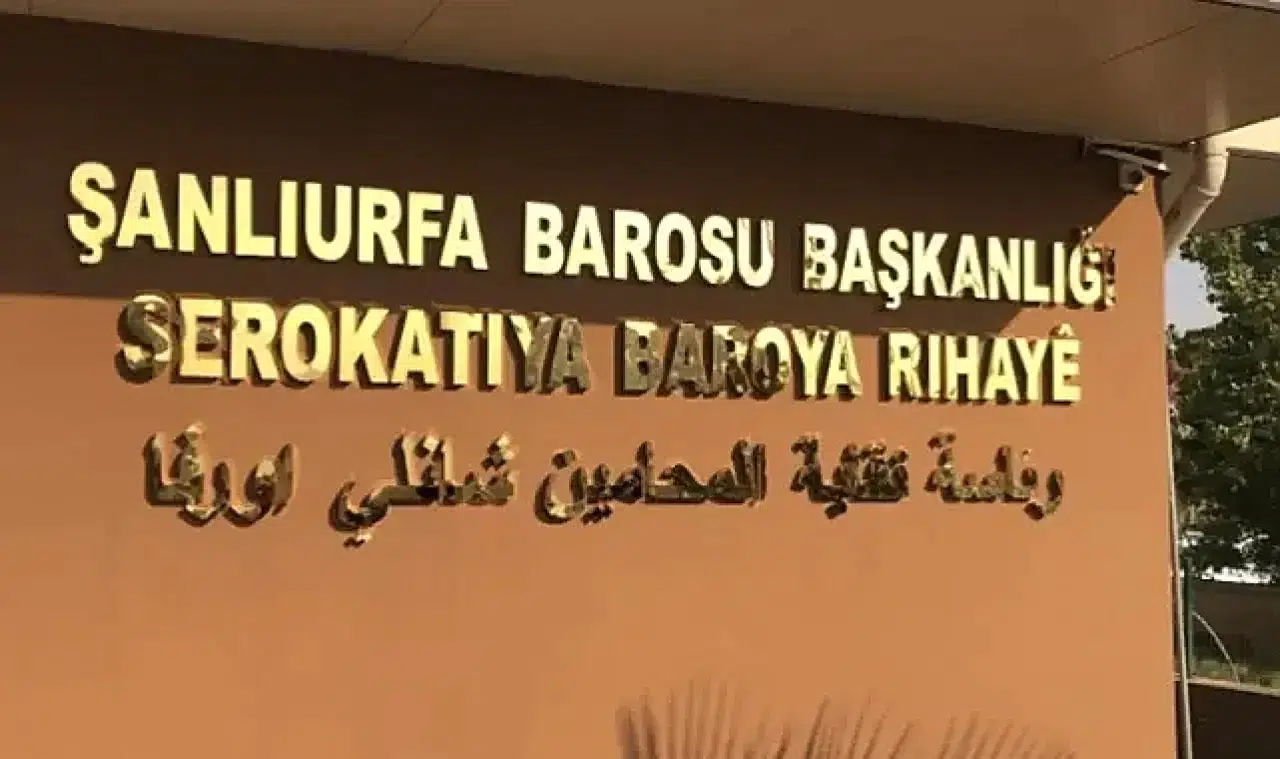 ŞANLIURFA BAROSU BAŞKANLIĞI
SEROKATIYA BAROYA RIHAYÊ
رئاسة نقابة المحامين شانلي اورفا